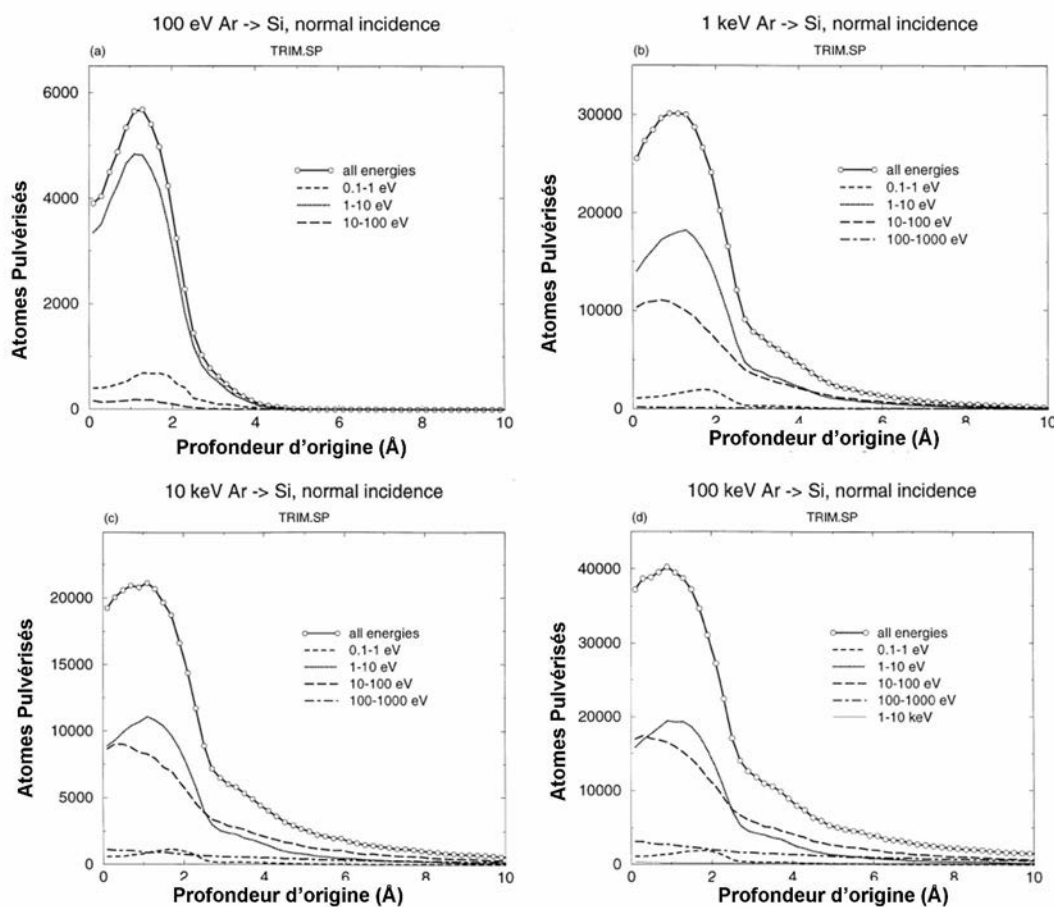 100 eV Ar -> Si, normal incidence
(a)
TRIM.SP
6000
4000
2000
0
Atomes Pulvérisés
all energies
0.1-1 eV
1-10 eV
10-100 eV
0
2
4
6
8
10
Profondeur d'origine (Å)
1 keV Ar -> Si, normal incidence
(b)
TRIM.SP
30000
20000
10000
0
Atomes Pulvérisés
all energies
0.1-1 eV
1-10 eV
10-100 eV
100-1000 eV
0
2
4
6
8
10
Profondeur d'origine (Å)
10 keV Ar -> Si, normal incidence
(c)
TRIM.SP
20000
15000
10000
5000
0
Atomes Pulvérisés
all energies
0.1-1 eV
1-10 eV
10-100 eV
100-1000 eV
0
2
4
6
8
10
Profondeur d'origine (Å)
100 keV Ar -> Si, normal incidence
(d)
TRIM.SP
40000
30000
20000
10000
0
Atomes Pulvérisés
all energies
0.1-1 eV
1-10 eV
10-100 eV
100-1000 eV
1-10 keV
0
2
4
6
8
10
Profondeur d'origine (Å)